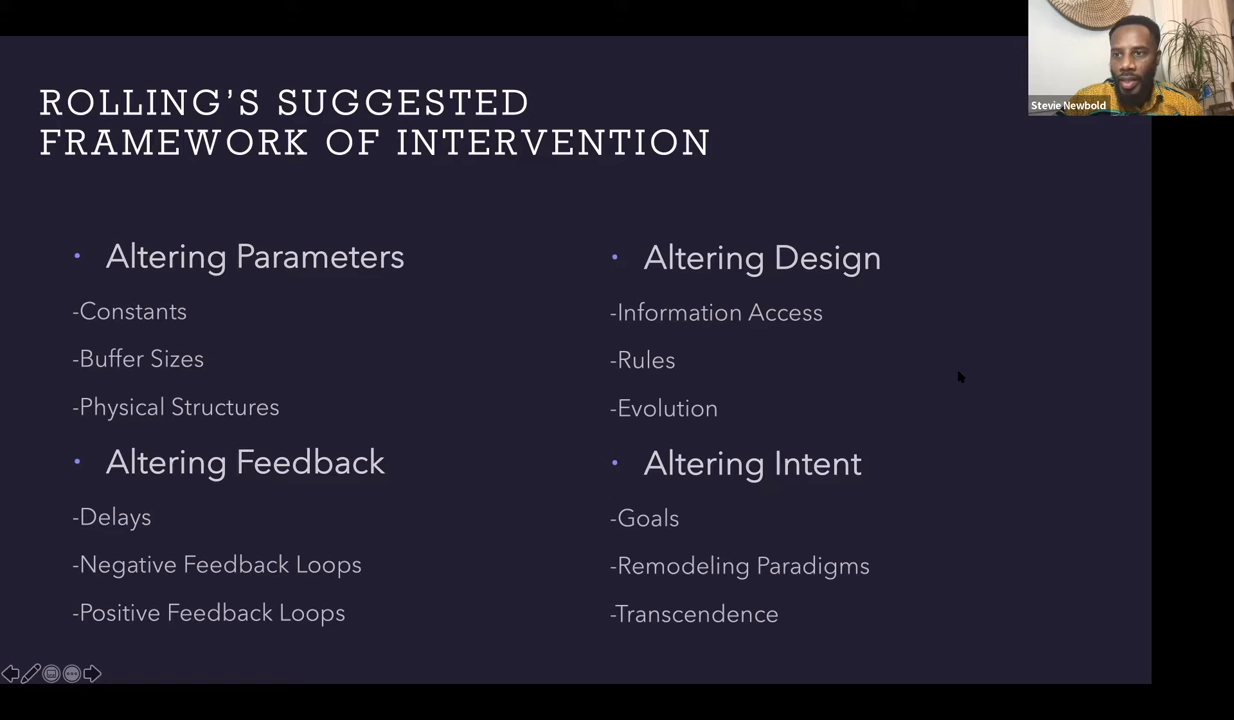 ROLLING'S SUGGESTED
FRAMEWORK OF INTERVENTION
• Altering Parameters
-Constants
-Buffer Sizes
-Physical Structures
• Altering Feedback
-Delays
-Negative Feedback Loops
-Positive Feedback Loops
• Altering Design
-Information Access
-Rules
-Evolution
• Altering Intent
-Goals
-Remodeling Paradigms
-Transcendence
Stevie Newbold